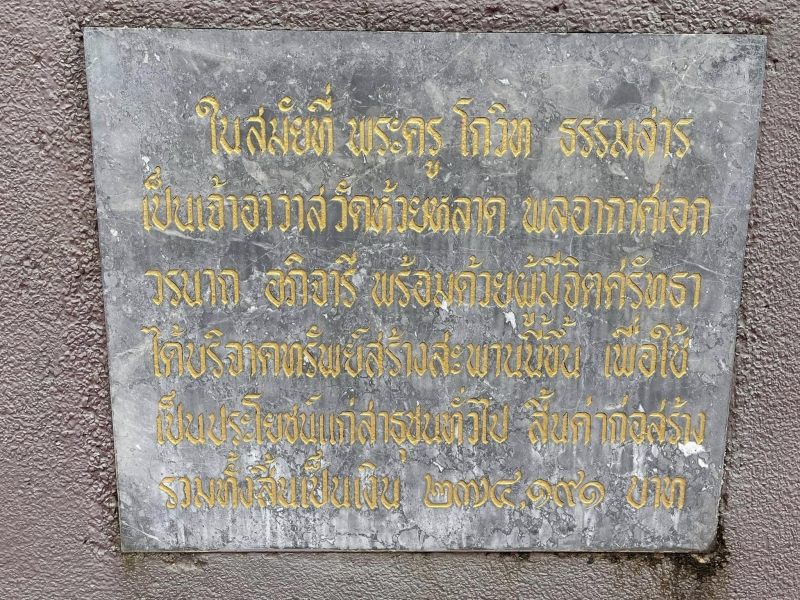 ในสมัยที่ พระครู โกวิท ธรรมสาร
เป็นเจ้าอาวาสวัดห้วยหลาด พลอากาศเอก
วรนาถ อภิจารี พร้อมด้วยผู้มีจิตศรัทธา
ได้บริจาคทรัพย์สร้างสะพานนี้ขึ้น เพื่อใช้
เป็นประโยชน์แก่สาธุชนทั่วไป สิ้นค่าก่อสร้าง
รวมทั้งสิ้นเป็นเงิน ๒๗๔,๑๙๑ บาท